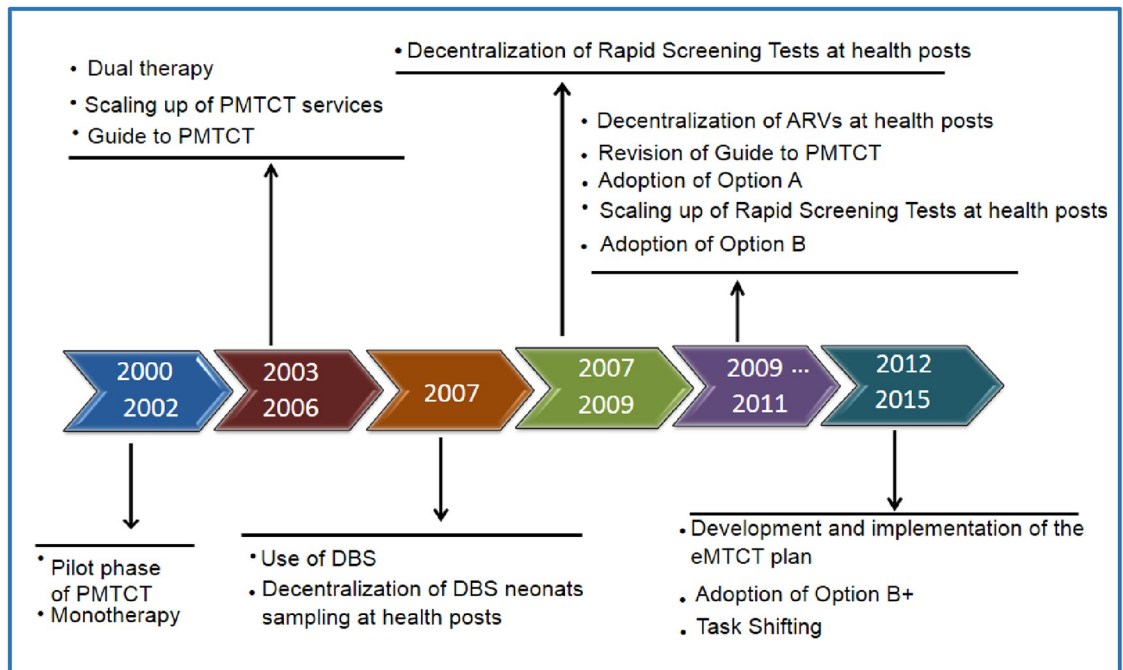 • Dual therapy
• Scaling up of PMTCT services
• Guide to PMTCT
• Decentralization of Rapid Screening Tests at health posts
• Decentralization of ARVs at health posts
• Revision of Guide to PMTCT
• Adoption of Option A
• Scaling up of Rapid Screening Tests at health posts
• Adoption of Option B
2000
2002
2003
2006
2007
2007
2009
2009 ...
2011
2012
2015
• Pilot phase
of PMTCT
• Monotherapy
• Use of DBS
• Decentralization of DBS neonats
sampling at health posts
• Development and implementation of the
eMTCT plan
• Adoption of Option B+
• Task Shifting